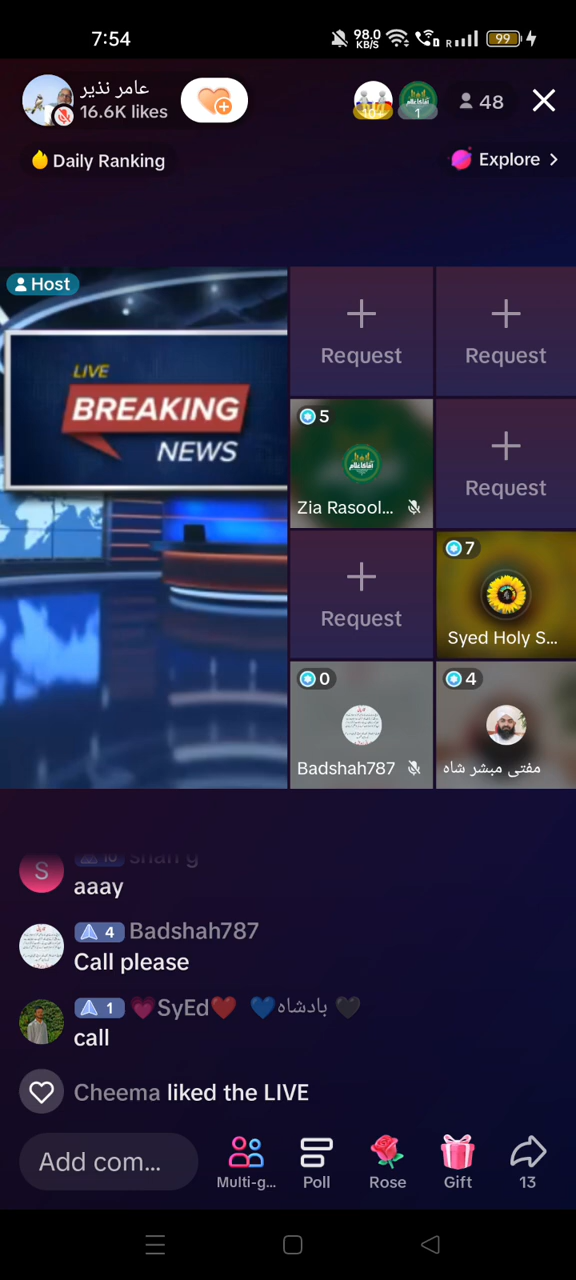 7:54
98.0
KB/S
R
99
عامر نذیر
16.6K likes
1
48
Daily Ranking
Explore
Host
LIVE
BREAKING
NEWS
Request
Request
5
Zia Rasool...
Request
Request
7
Syed Holy S...
0
Badshah787
4
مفتی مبشر شاہ
S
aaay
4 Badshah787
Call please
1 💗SyEd❤️ 💙بادشاہ🖤
call
Cheema liked the LIVE
Add com...
Multi-g...
Poll
Rose
Gift
13